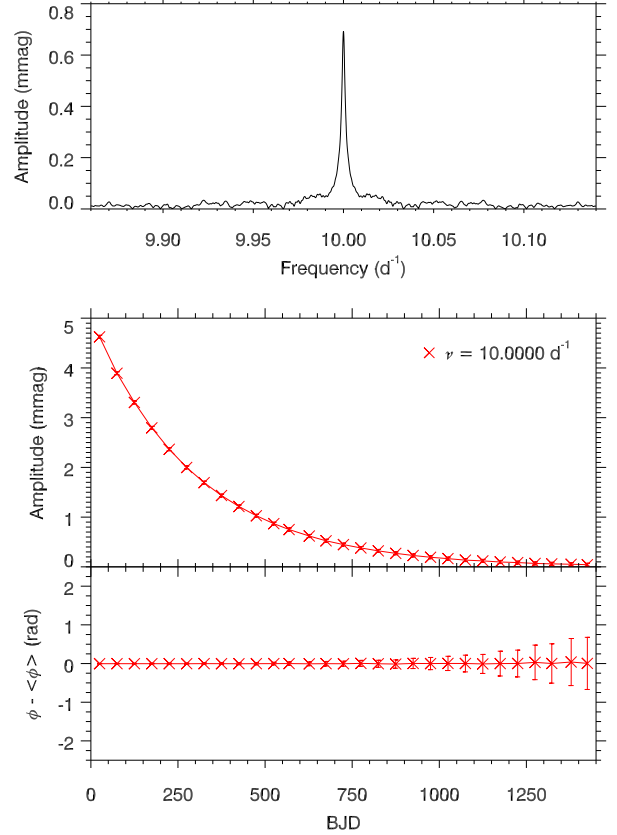 0.8
0.6
0.4
0.2
0.0
Amplitude (mmag)
9.90 9.95 10.00 10.05 10.10
Frequency (d⁻¹)
5
4
3
2
1
0
Amplitude (mmag)
ν = 10.0000 d⁻¹
2
1
0
-1
-2
ϕ - <ϕ> (rad)
0 250 500 750 1000 1250
BJD